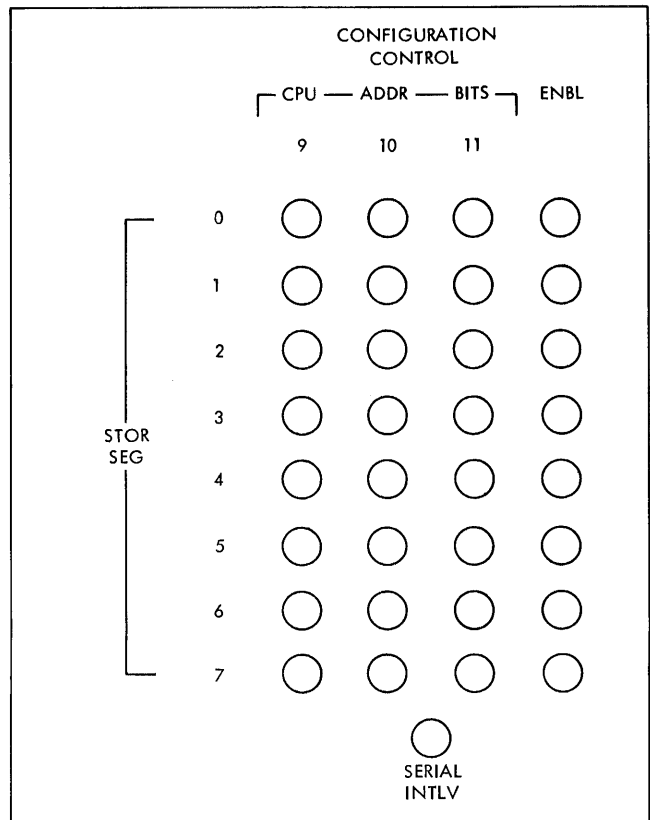 CONFIGURATION
CONTROL
CPU ADDR BITS ENBL
9 10 11
0
1
2
3
STOR
SEG
4
5
6
7
SERIAL
INTLV